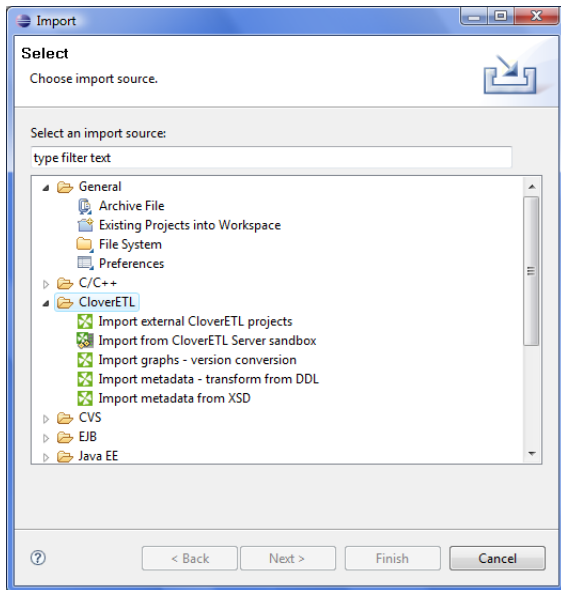 Import
Select
Choose import source.
Select an import source:
type filter text
General
Archive File
Existing Projects into Workspace
File System
Preferences
C/C++
CloverETL
Import external CloverETL projects
Import from CloverETL Server sandbox
Import graphs - version conversion
Import metadata - transform from DDL
Import metadata from XSD
CVS
EJB
Java EE
?
< Back Next > Finish Cancel